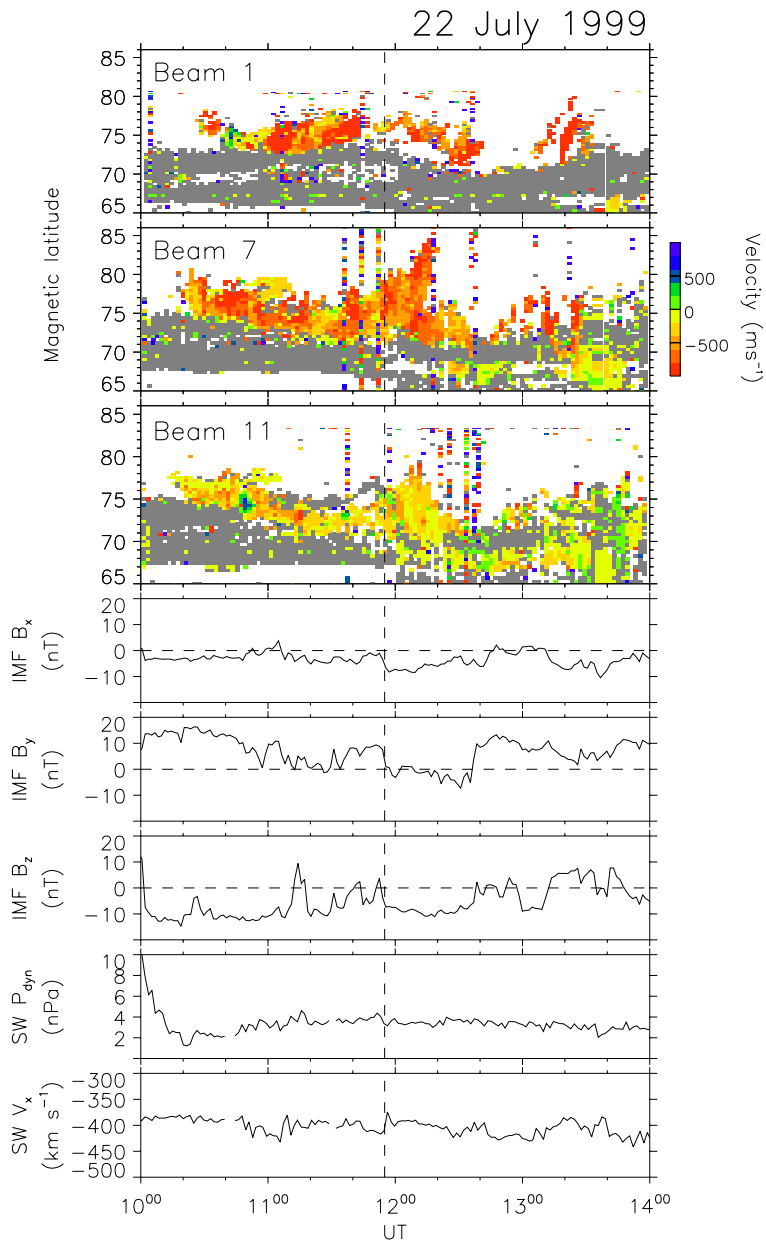 22 July 1999
85
80
75
70
65
Beam 1
85
80
75
70
65
Beam 7
Magnetic latitude
500
0
−500
Velocity (ms⁻¹)
85
80
75
70
65
Beam 11
20
10
0
−10
IMF Bₓ
(nT)
20
10
0
−10
IMF Bᵧ
(nT)
20
10
0
−10
IMF B_z
(nT)
10
8
6
4
2
SW P_dyn
(nPa)
−300
−350
−400
−450
−500
SW Vₓ
(km s⁻¹)
10⁰⁰ 11⁰⁰ 12⁰⁰ 13⁰⁰ 14⁰⁰
UT